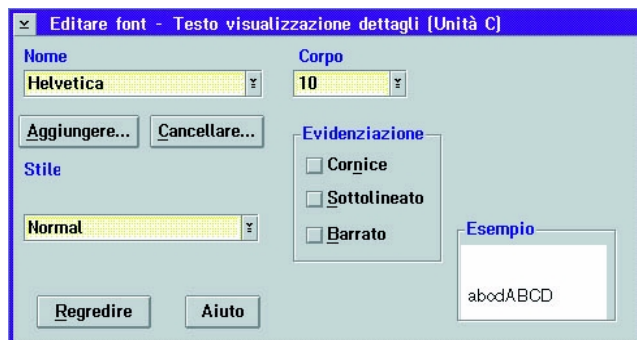 Editare font - Testo visualizzazione dettagli (Unità C)
Nome
Corpo
Helvetica
10
Aggiungere...
Cancellare...
Evidenziazione
Cornice
Stile
Sottolineato
Normal
Barrato
Esempio
abcdABCD
Regredire
Aiuto